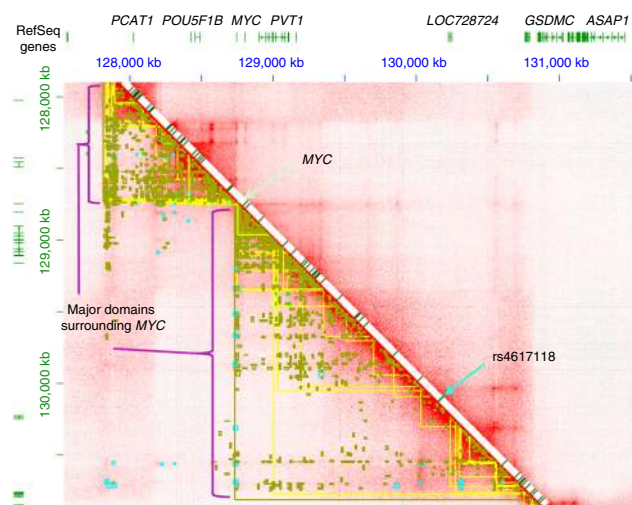 RefSeq genes
PCAT1 POU5F1B MYC PVT1 LOC728724 GSDMC ASAP1
128,000 kb 129,000 kb 130,000 kb 131,000 kb
128,000 kb
MYC
129,000 kb
Major domains
surrounding MYC
rs4617118
130,000 kb